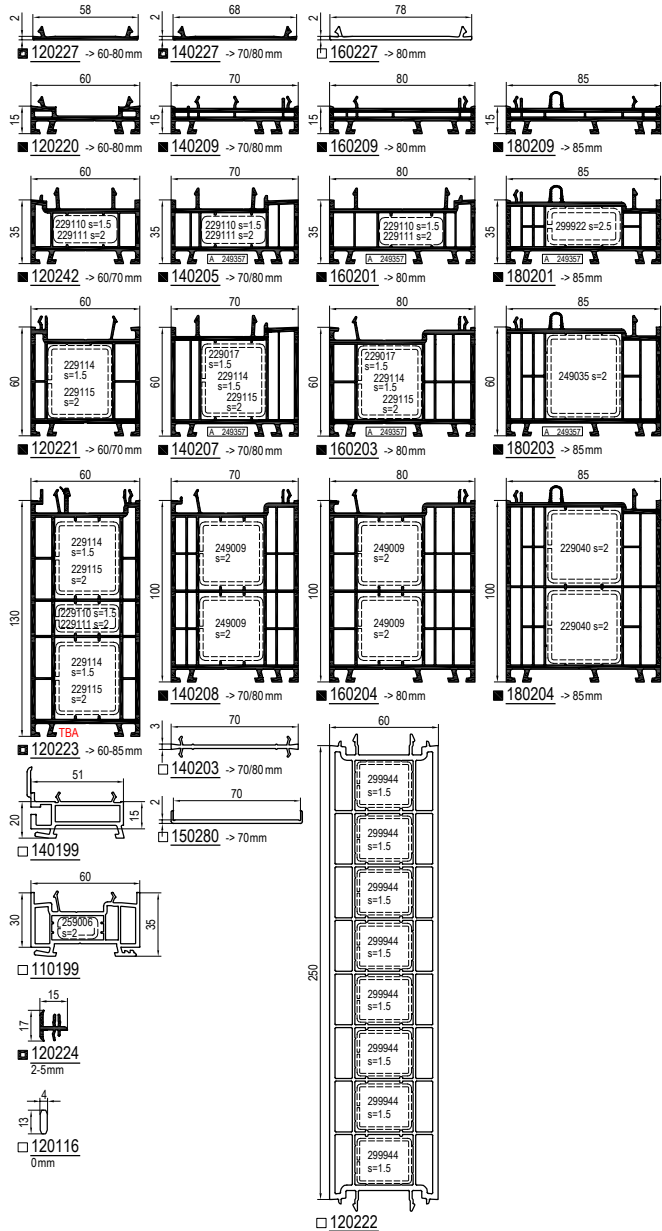 58
2
120227 -> 60-80mm
68
2
140227 -> 70/80mm
78
2
160227 -> 80mm
60
15
120220 -> 60-80mm
70
15
140209 -> 70/80mm
80
15
160209 -> 80mm
85
15
180209 -> 85mm
60
35
229110 s=1.5
229111 s=2
120242 -> 60/70mm
70
35
229110 s=1.5
229111 s=2
A 249357
140205 -> 70/80mm
80
35
229110 s=1.5
229111 s=2
A 249357
160201 -> 80mm
85
35
299922 s=2.5
A 249357
180201 -> 85mm
60
60
229114
s=1.5
229115
s=2
120221 -> 60/70mm
70
60
229017
s=1.5
229114
s=1.5
229115
s=2
A 249357
140207 -> 70/80mm
80
60
229017
s=1.5
229114
s=1.5
229115
s=2
A 249357
160203 -> 80mm
85
60
249035 s=2
A 249357
180203 -> 85mm
60
130
229114
s=1.5
229115
s=2
229110 s=1.5
229111 s=2
229114
s=1.5
229115
s=2
TBA
120223 -> 60-85mm
70
100
249009
s=2
249009
s=2
140208 -> 70/80mm
80
100
249009
s=2
249009
s=2
160204 -> 80mm
85
100
229040 s=2
229040 s=2
180204 -> 85mm
51
20
15
140199
70
3
140203 -> 70/80mm
70
2
150280 -> 70mm
60
30
35
259006
s=2
110199
15
17
120224
2-5mm
4
13
120116
0mm
60
250
299944
s=1.5
299944
s=1.5
299944
s=1.5
299944
s=1.5
299944
s=1.5
299944
s=1.5
299944
s=1.5
299944
s=1.5
120222